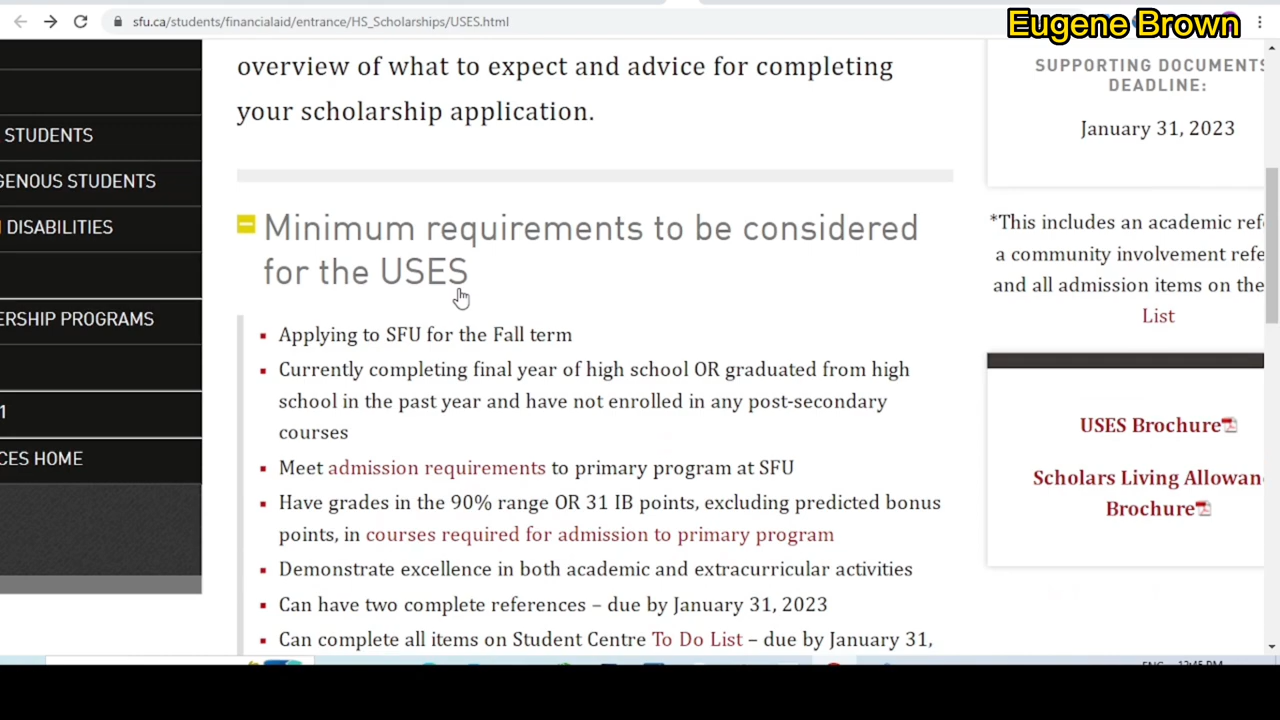 sfu.ca/students/financialaid/entrance/HS_Scholarships/USES.html
Eugene Brown
STUDENTS
GENOUS STUDENTS
DISABILITIES
ERSHIP PROGRAMS
1
CES HOME
overview of what to expect and advice for completing
your scholarship application.
Minimum requirements to be considered
for the USES
Applying to SFU for the Fall term
Currently completing final year of high school OR graduated from high
school in the past year and have not enrolled in any post-secondary
courses
Meet admission requirements to primary program at SFU
Have grades in the 90% range OR 31 IB points, excluding predicted bonus
points, in courses required for admission to primary program
Demonstrate excellence in both academic and extracurricular activities
Can have two complete references – due by January 31, 2023
Can complete all items on Student Centre To Do List – due by January 31,
SUPPORTING DOCUMENTS
DEADLINE:
January 31, 2023
*This includes an academic ref
a community involvement refe
and all admission items on the
List
USES Brochure
Scholars Living Allowan
Brochure